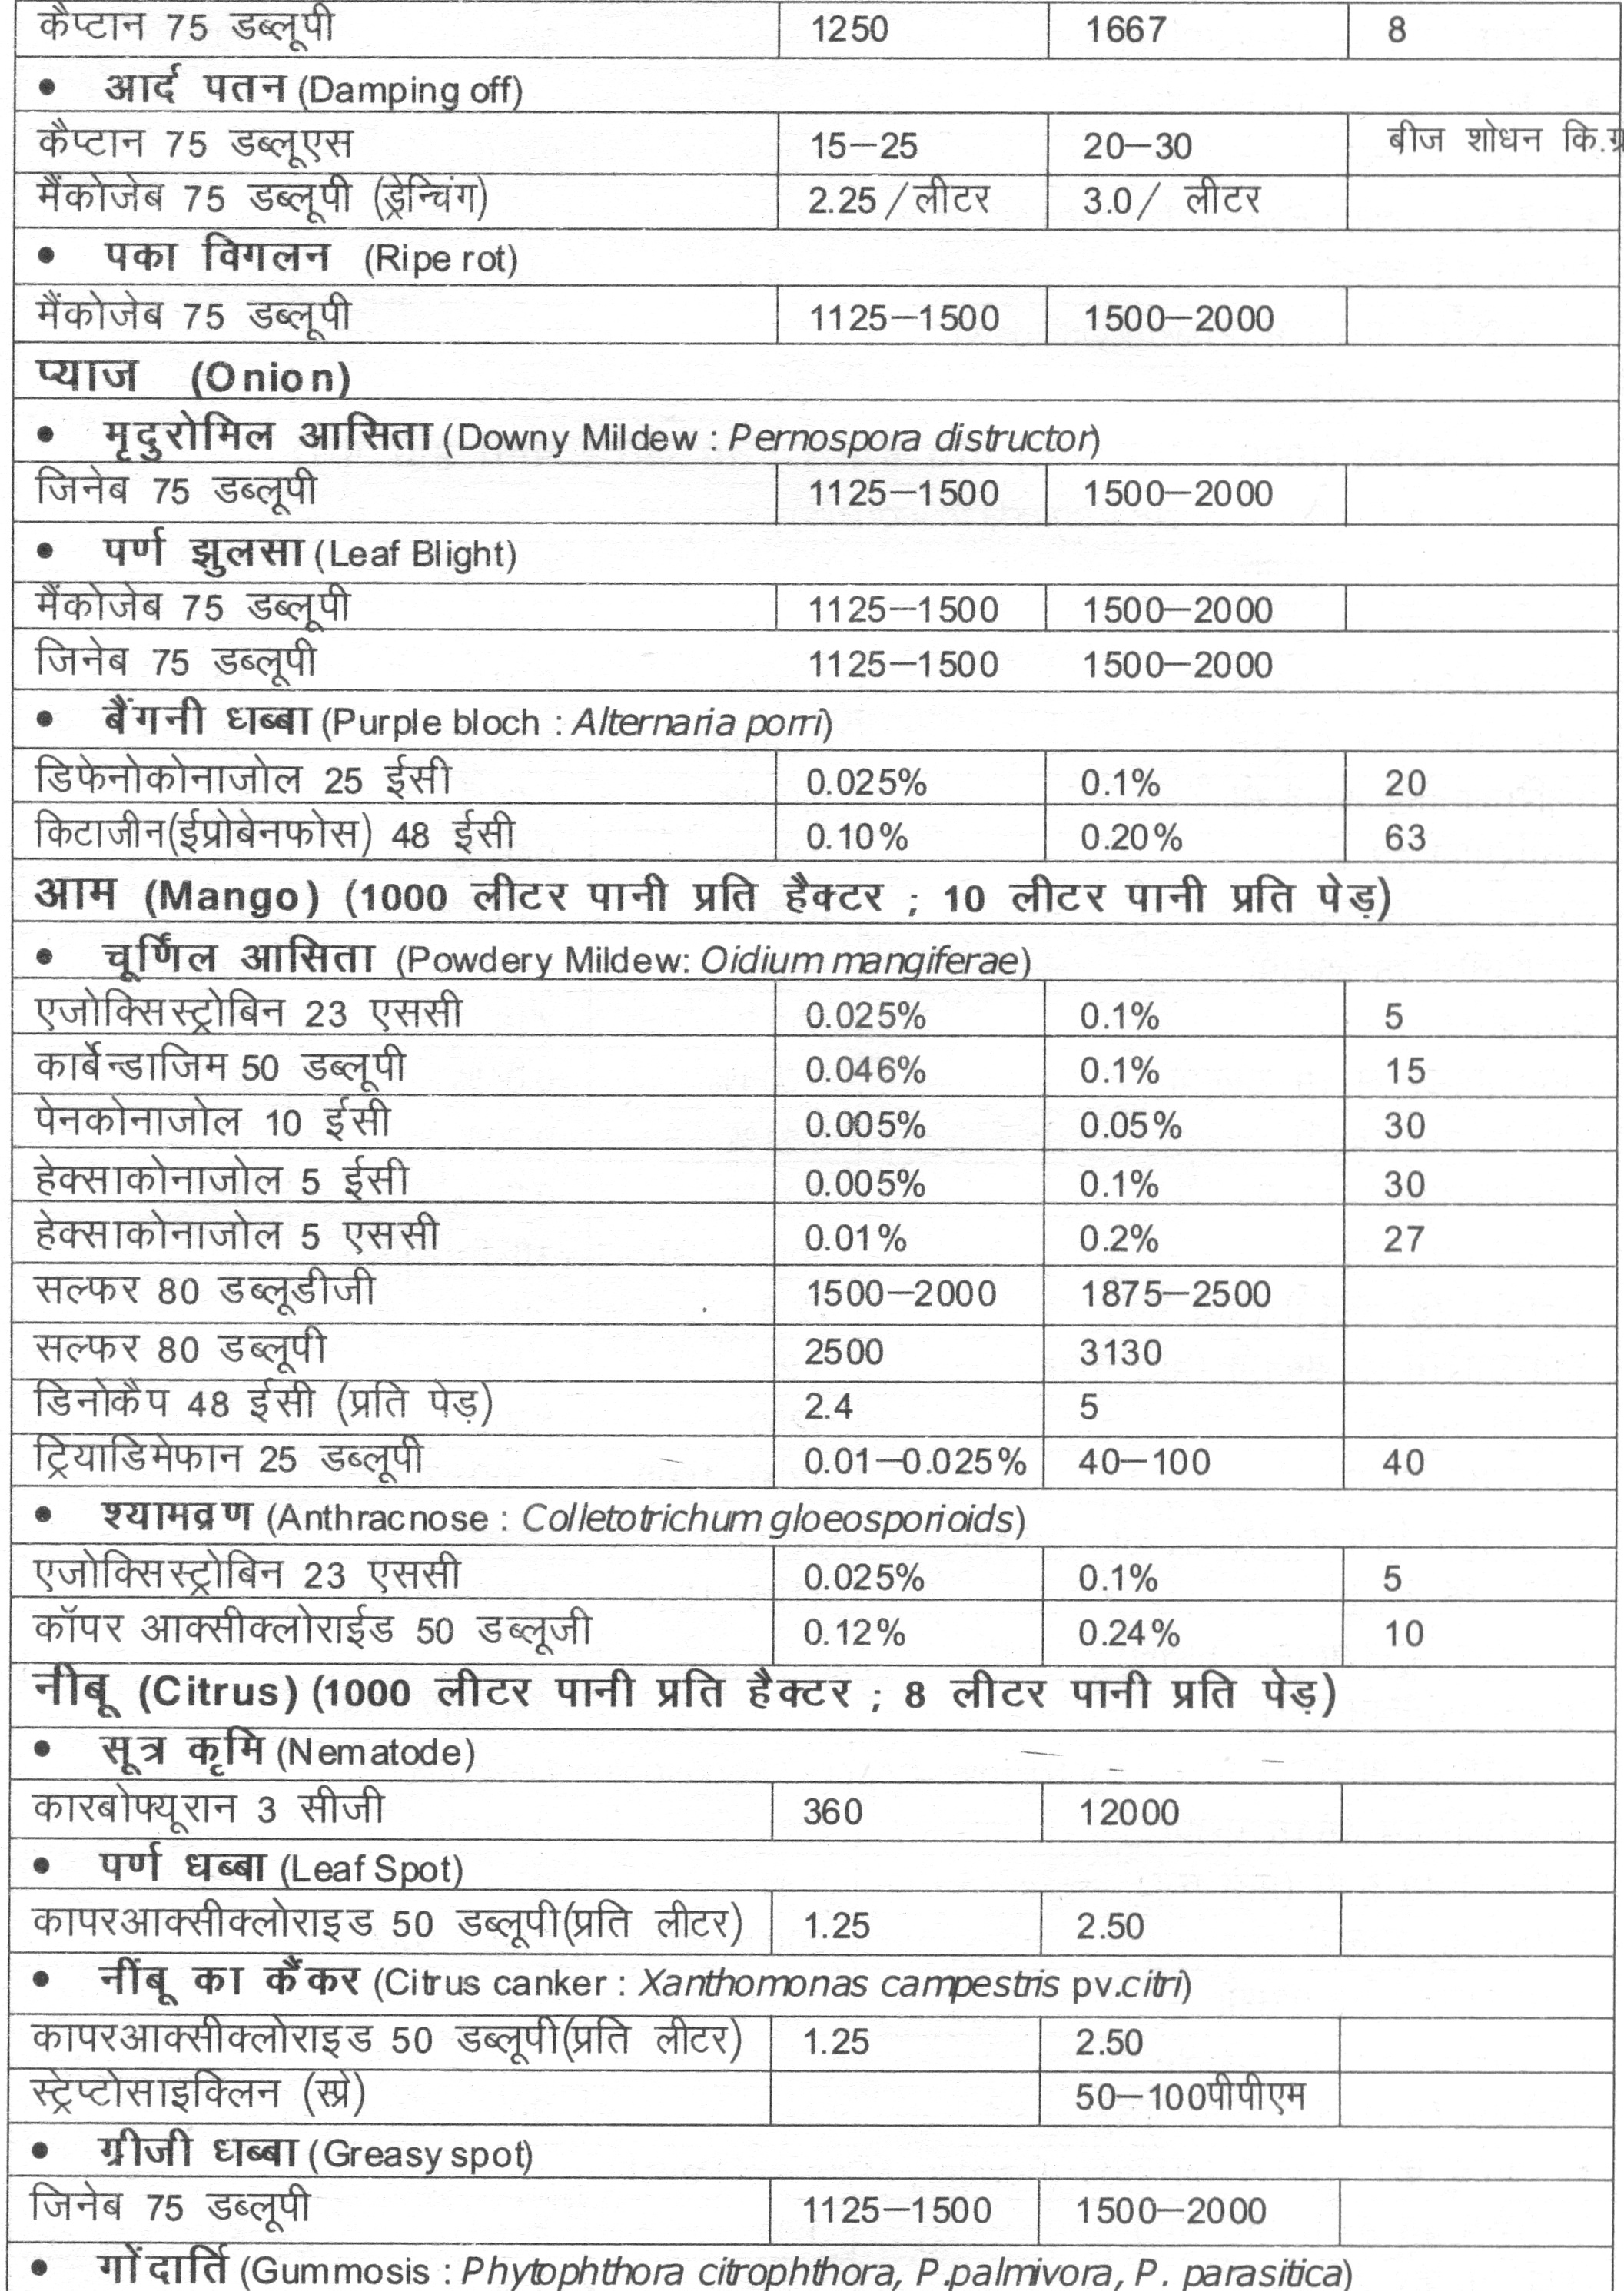 कैप्टान 75 डब्लूपी 1250 1667 8
• आर्द पतन (Damping off)
कैप्टान 75 डब्लूएस 15–25 20–30 बीज शोधन
मैंकोजेब 75 डब्लूपी (ड्रेन्चिंग) 2.25/लीटर 3.0/ लीटर
• पका विगलन (Ripe rot)
मैंकोजेब 75 डब्लूपी 1125–1500 1500–2000
प्याज (Onion)
• मृदुरोमिल आसिता (Downy Mildew : Pernospora distructor)
जिनेब 75 डब्लूपी 1125–1500 1500–2000
• पर्ण झुलसा (Leaf Blight)
मैंकोजेब 75 डब्लूपी 1125–1500 1500–2000
जिनेब 75 डब्लूपी 1125–1500 1500–2000
• बैंगनी धब्बा (Purple bloch : Alternaria porri)
डिफेनोकोनाजोल 25 ईसी 0.025% 0.1% 20
किटाजीन(ईप्रोबेनफोस) 48 ईसी 0.10% 0.20% 63
आम (Mango) (1000 लीटर पानी प्रति हैक्टर ; 10 लीटर पानी प्रति पेड़)
• चूर्णिल आसिता (Powdery Mildew: Oidium mangiferae)
एजोक्सिस्ट्रोबिन 23 एससी 0.025% 0.1% 5
कार्बेन्डाजिम 50 डब्लूपी 0.046% 0.1% 15
पेनकोनाजोल 10 ईसी 0.005% 0.05% 30
हेक्साकोनाजोल 5 ईसी 0.005% 0.1% 30
हेक्साकोनाजोल 5 एससी 0.01% 0.2% 27
सल्फर 80 डब्लूडीजी 1500–2000 1875–2500
सल्फर 80 डब्लूपी 2500 3130
डिनोकैप 48 ईसी (प्रति पेड़) 2.4 5
ट्रियाडिमेफान 25 डब्लूपी 0.01–0.025% 40–100 40
• श्यामव्रण (Anthracnose : Colletotrichum gloeosporioids)
एजोक्सिस्ट्रोबिन 23 एससी 0.025% 0.1% 5
कॉपर आक्सीक्लोराईड 50 डब्लूजी 0.12% 0.24% 10
नीबू (Citrus) (1000 लीटर पानी प्रति हैक्टर ; 8 लीटर पानी प्रति पेड़)
• सूत्र कृमि (Nematode)
कारबोफ्यूरान 3 सीजी 360 12000
• पर्ण धब्बा (Leaf Spot)
कापरआक्सीक्लोराइड 50 डब्लूपी(प्रति लीटर) 1.25 2.50
• नींबू का कैंकर (Citrus canker : Xanthomonas campestris pv.citri)
कापरआक्सीक्लोराइड 50 डब्लूपी(प्रति लीटर) 1.25 2.50
स्ट्रेप्टोसाइक्लिन (स्प्रे) 50–100पीपीएम
• ग्रीजी धब्बा (Greasy spot)
जिनेब 75 डब्लूपी 1125–1500 1500–2000
• गोंदार्ति (Gummosis : Phytophthora citrophthora, P.palmivora, P. parasitica)